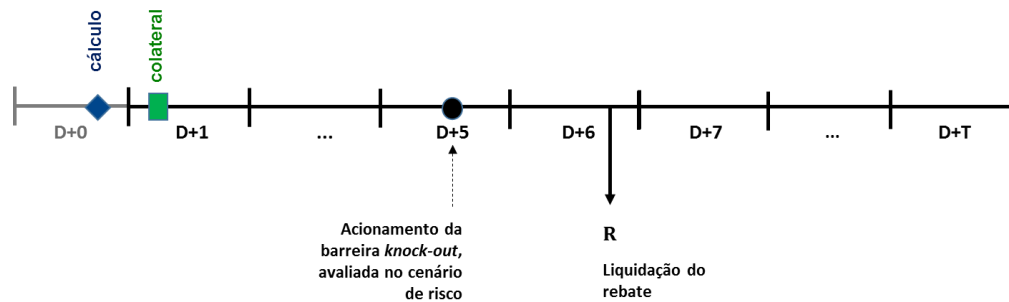 cálculo
colateral
D+0
D+1
...
D+5
D+6
D+7
...
D+T
Acionamento da
barreira knock-out,
avaliada no cenário
de risco
R
Liquidação do
rebate